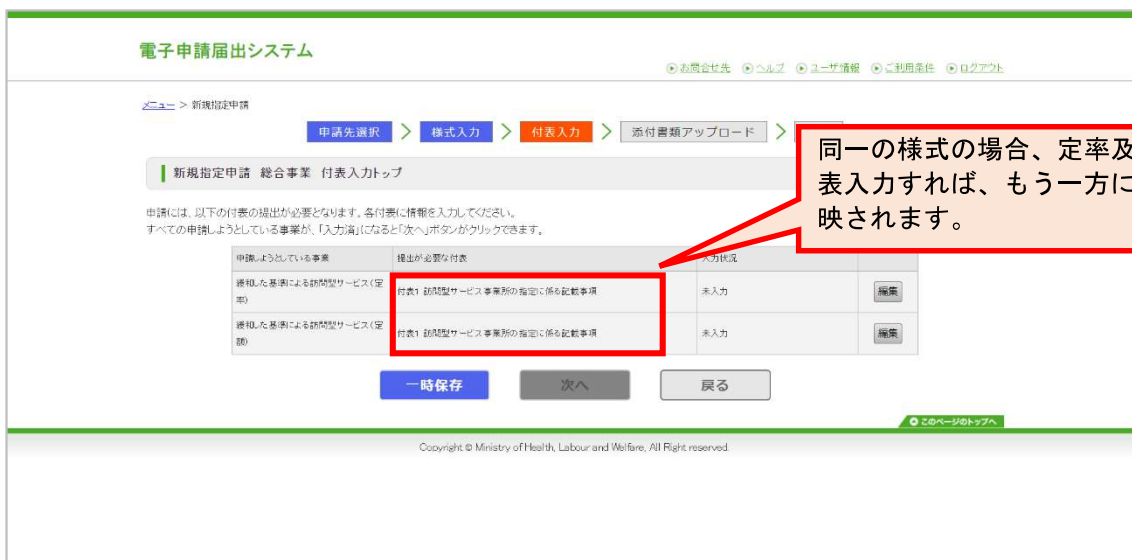 電子申請届出システム
お問合せ先 ヘルプ ユーザ情報 ご利用条件 ログアウト
メニュー > 新規指定申請
申請先選択 > 様式入力 > 付表入力 > 添付書類アップロード >
新規指定申請 総合事業 付表入力トップ
同一の様式の場合、定率及
表入力すれば、もう一方に
映されます。
申請には、以下の付表の提出が必要となります。各付表に情報を入力してください。
すべての申請しようとしている事業が、「入力済」になると「次へ」ボタンがクリックできます。
申請しようとしている事業 提出が必要な付表 入力状況
緩和した基準による訪問型サービス(定
率) 付表1 訪問型サービス事業所の指定に係る記載事項 未入力 編集
緩和した基準による訪問型サービス(定
額) 付表1 訪問型サービス事業所の指定に係る記載事項 未入力 編集
一時保存 次へ 戻る
このページのトップへ
Copyright © Ministry of Health, Labour and Welfare, All Right reserved.